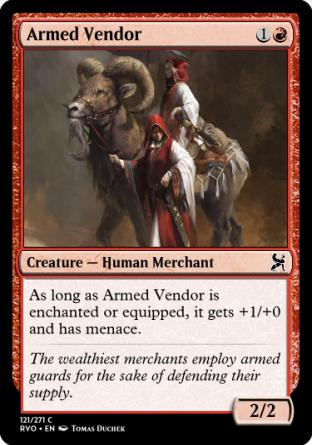 Armed Vendor 1
Creature — Human Merchant
As long as Armed Vendor is
enchanted or equipped, it gets +1/+0
and has menace.
The wealthiest merchants employ armed
guards for the sake of defending their
supply.
2/2
121/271 C
RVO • EN Tomas Duchek